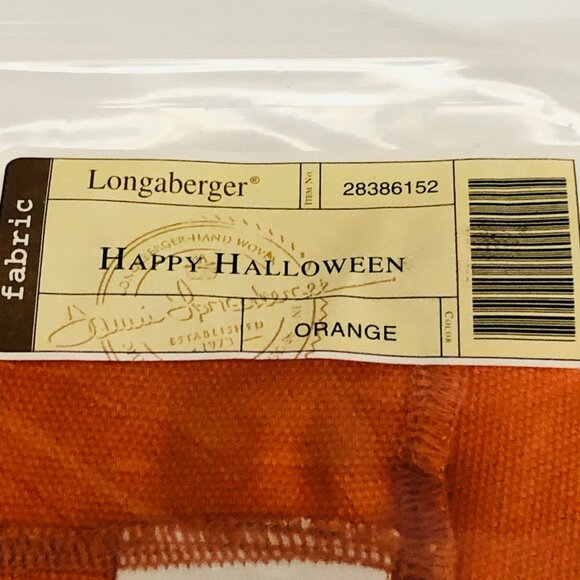 fabric
Longaberger®
ITEM NO.
28386152
HAPPY HALLOWEEN
ESTABLISHED
1973
ORANGE
COLOR